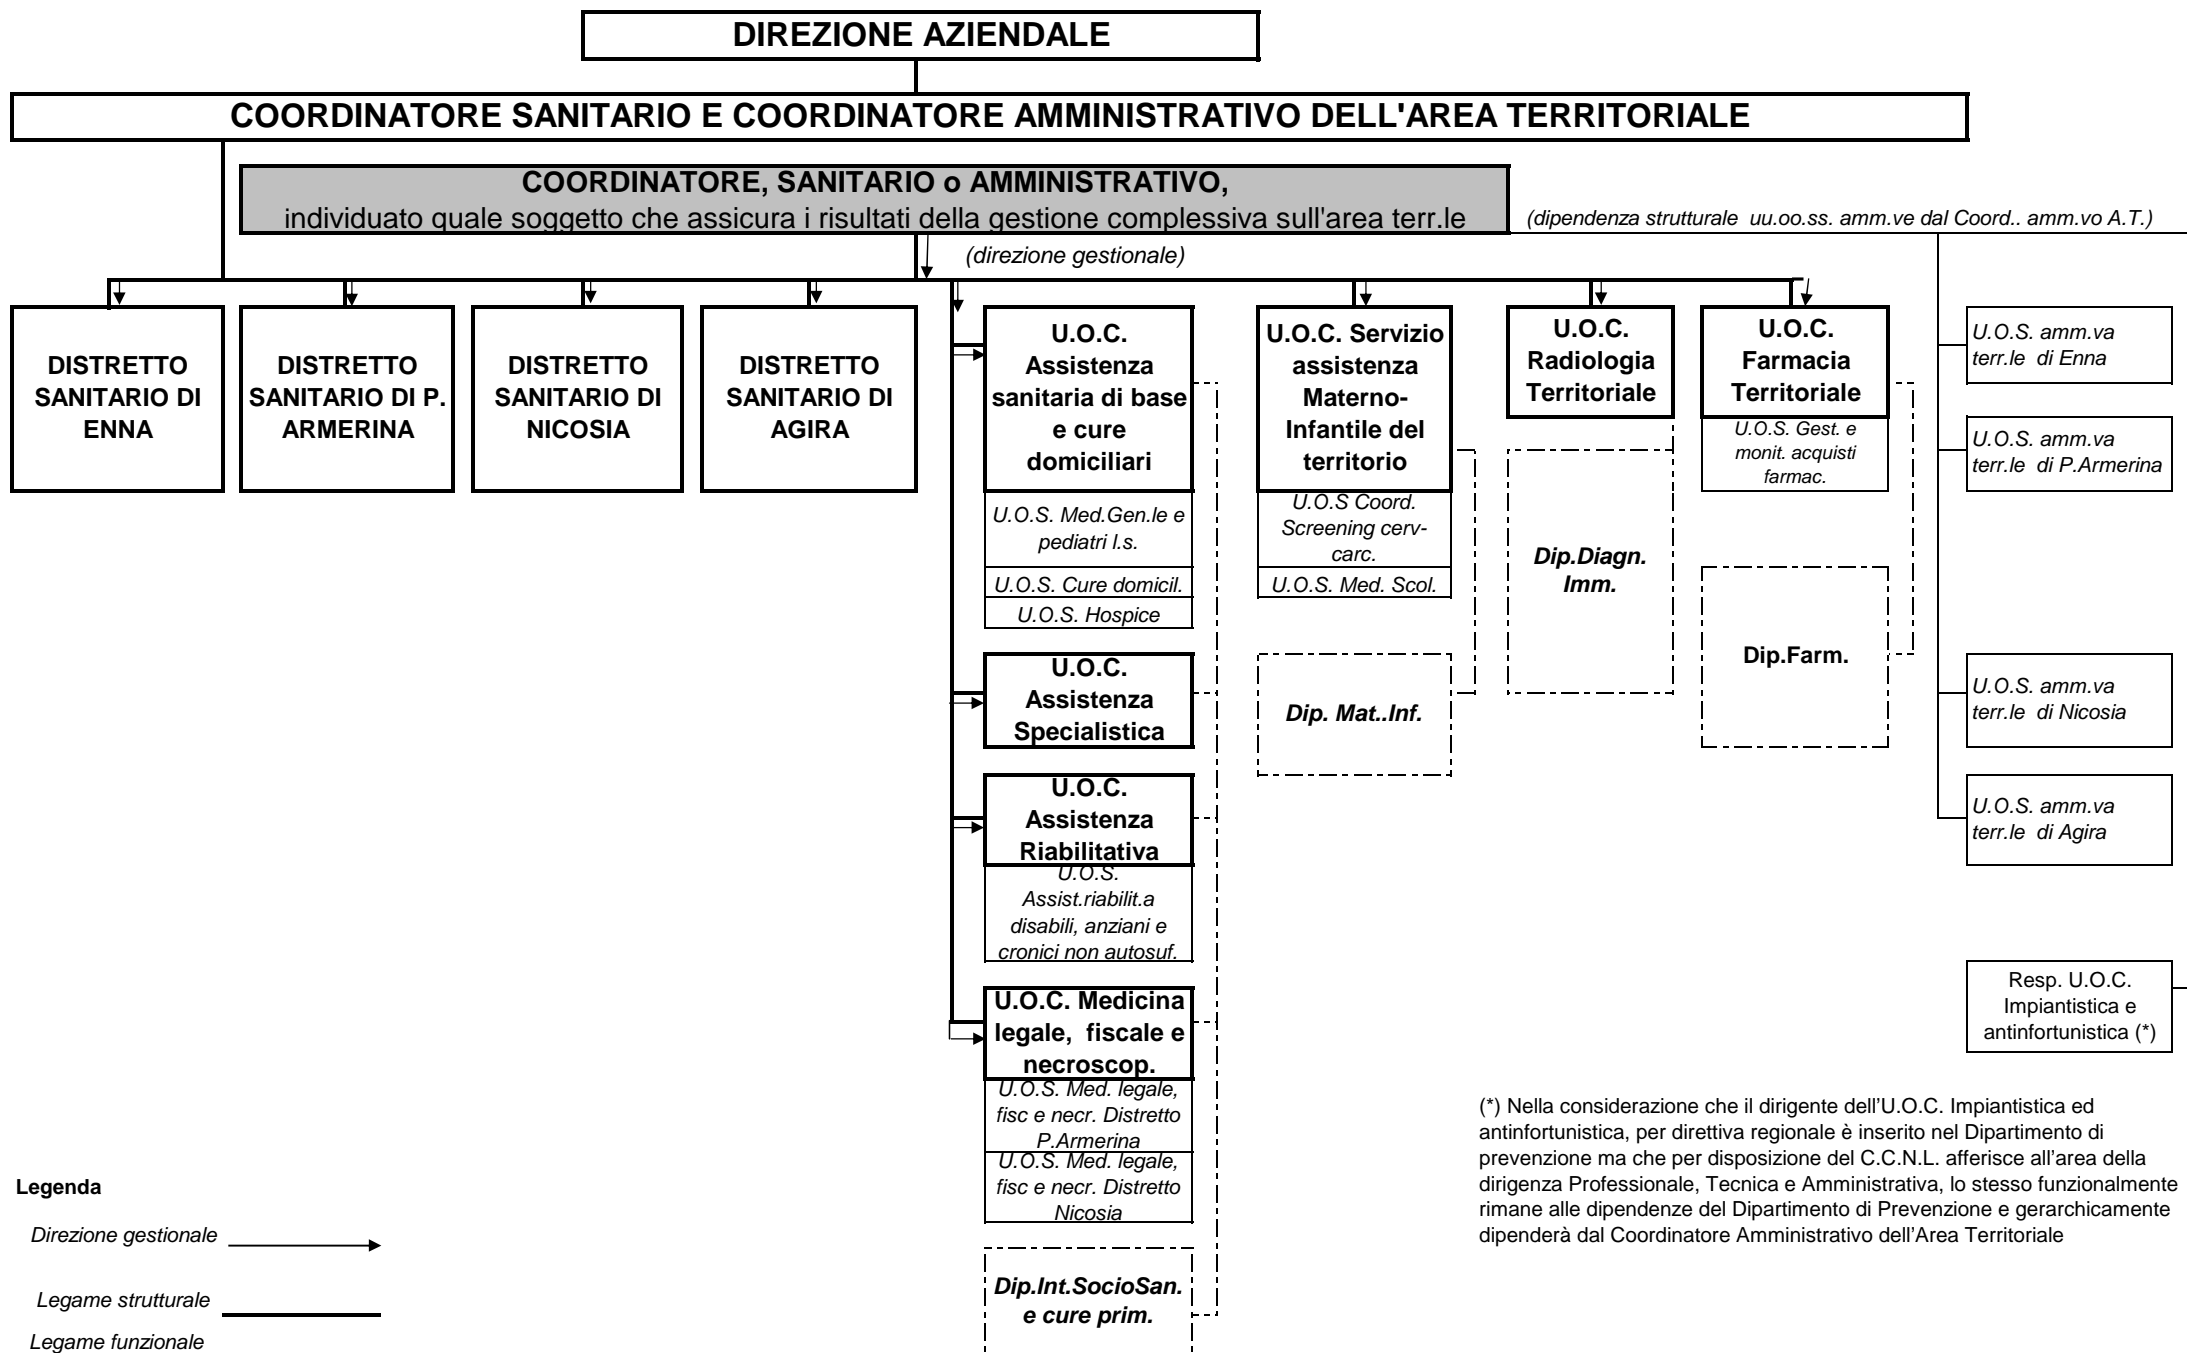 DIREZIONE AZIENDALE
COORDINATORE SANITARIO E COORDINATORE AMMINISTRATIVO DELL'AREA TERRITORIALE
COORDINATORE, SANITARIO o AMMINISTRATIVO,
individuato quale soggetto che assicura i risultati della gestione complessiva sull'area terr.le
(dipendenza strutturale uu.oo.ss. amm.ve dal Coord.. amm.vo A.T.)
(direzione gestionale)
DISTRETTO
SANITARIO DI
ENNA
DISTRETTO
SANITARIO DI P.
ARMERINA
DISTRETTO
SANITARIO DI
NICOSIA
DISTRETTO
SANITARIO DI
AGIRA
U.O.C.
Assistenza
sanitaria di base
e cure
domiciliari
U.O.S. Med.Gen.le e
pediatri l.s.
U.O.S. Cure domicil.
U.O.S. Hospice
U.O.C.
Assistenza
Specialistica
U.O.C.
Assistenza
Riabilitativa
U.O.S.
Assist.riabilit.a
disabili, anziani e
cronici non autosuf.
U.O.C. Medicina
legale, fiscale e
necroscop.
U.O.S. Med. legale,
fisc e necr. Distretto
P.Armerina
U.O.S. Med. legale,
fisc e necr. Distretto
Nicosia
Dip.Int.SocioSan.
e cure prim.
U.O.C. Servizio
assistenza
Materno-
Infantile del
territorio
U.O.S Coord.
Screening cerv-
carc.
U.O.S. Med. Scol.
Dip. Mat..Inf.
U.O.C.
Radiologia
Territoriale
Dip.Diagn.
Imm.
U.O.C.
Farmacia
Territoriale
U.O.S. Gest. e
monit. acquisti
farmac.
Dip.Farm.
U.O.S. amm.va
terr.le di Enna
U.O.S. amm.va
terr.le di P.Armerina
U.O.S. amm.va
terr.le di Nicosia
U.O.S. amm.va
terr.le di Agira
Resp. U.O.C.
Impiantistica e
antinfortunistica (*)
(*) Nella considerazione che il dirigente dell'U.O.C. Impiantistica ed
antinfortunistica, per direttiva regionale è inserito nel Dipartimento di
prevenzione ma che per disposizione del C.C.N.L. afferisce all'area della
dirigenza Professionale, Tecnica e Amministrativa, lo stesso funzionalmente
rimane alle dipendenze del Dipartimento di Prevenzione e gerarchicamente
dipenderà dal Coordinatore Amministrativo dell'Area Territoriale
Legenda
Direzione gestionale
Legame strutturale
Legame funzionale